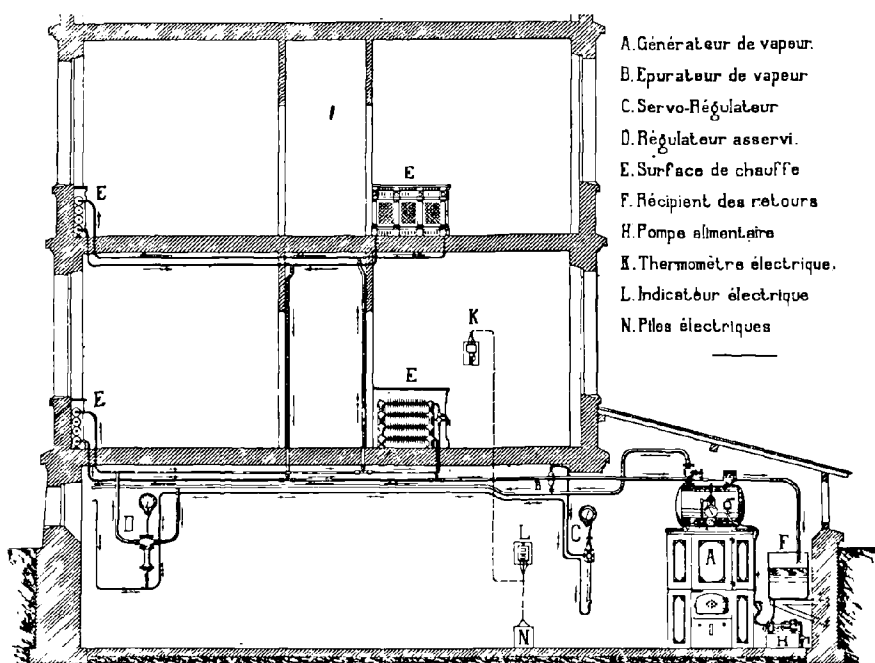 A. Générateur de vapeur.
B. Epurateur de vapeur
C. Servo-Régulateur
D. Régulateur asservi.
E. Surface de chauffe
F. Récipient des retours
H. Pompe alimentaire
K. Thermomètre électrique.
L. Indicateur électrique
N. Piles électriques
E
E
K
E
E
B
D
C
L
A
F
N
H